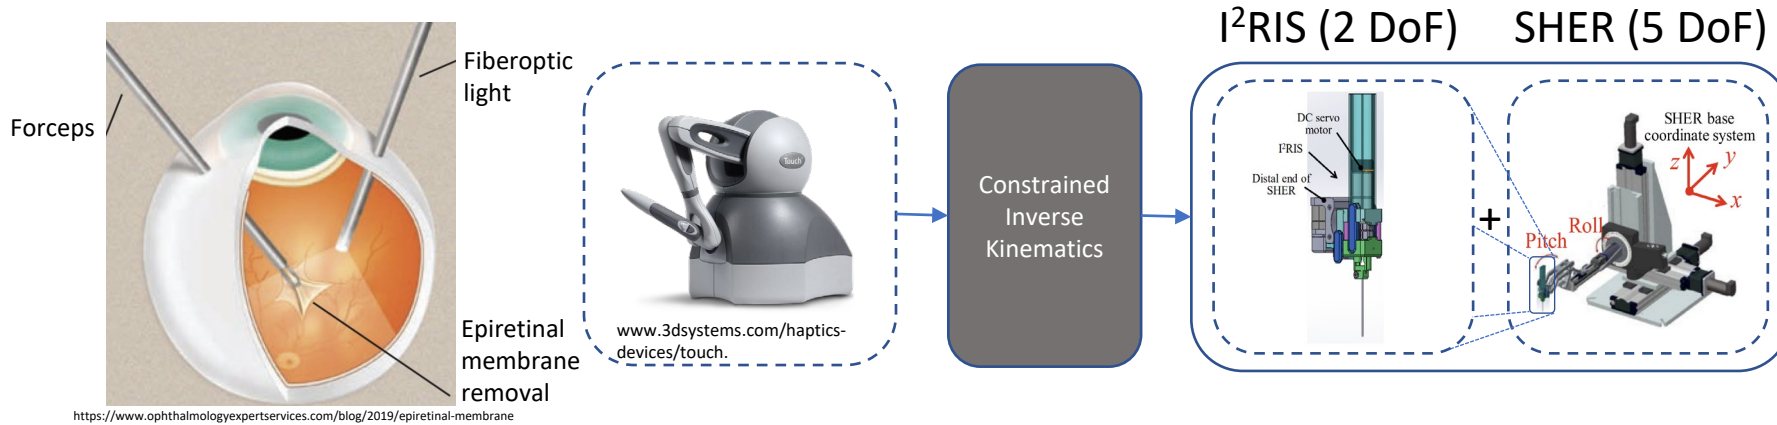 Forceps
Fiberoptic
light
Epiretinal
membrane
removal
https://www.ophthalmologyexpertservices.com/blog/2019/epiretinal-membrane
Touch
www.3dsystems.com/haptics-
devices/touch.
Constrained
Inverse
Kinematics
I²RIS (2 DoF)
SHER (5 DoF)
DC servo
motor
I²RIS
Distal end of
SHER
+
SHER base
coordinate system
z
y
x
Roll
Pitch